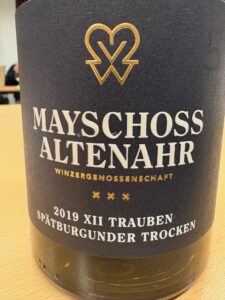 MAYSCHOSS
ALTENAHR
WINZERGENOSSENSCHAFT
2019 XII TRAUBEN
SPÄTBURGUNDER TROCKEN